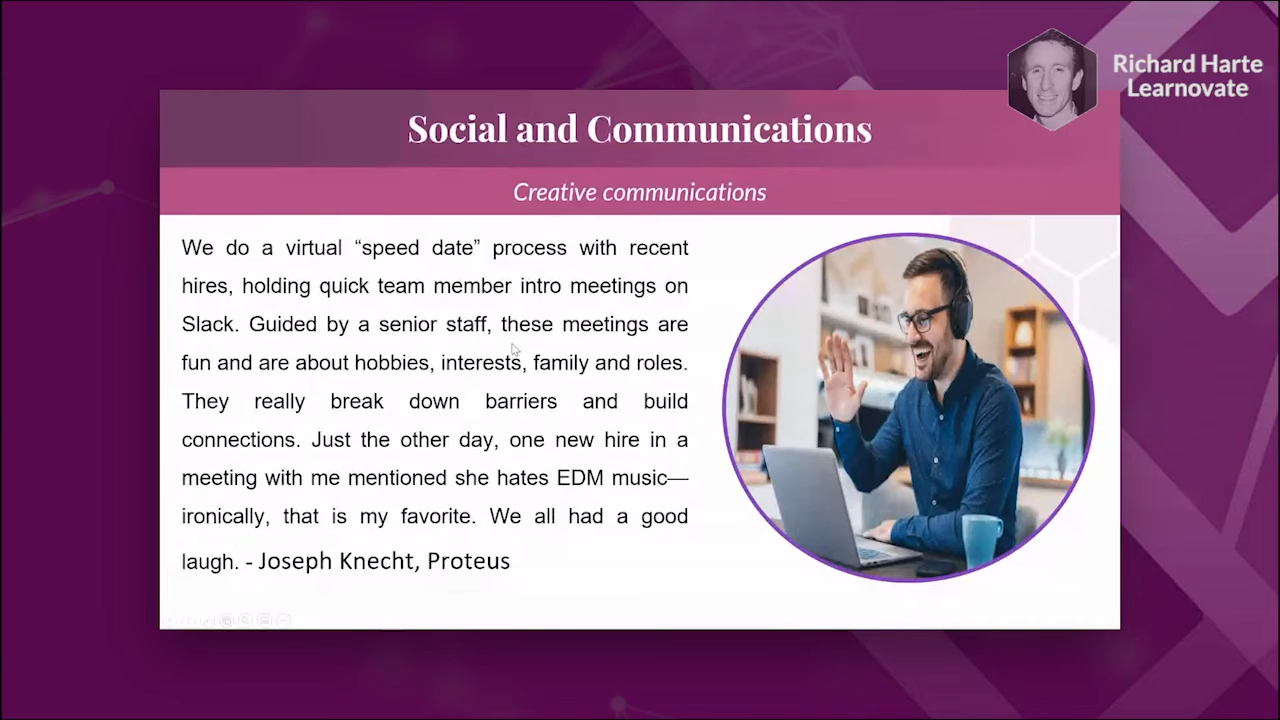 Richard Harte
Learnovate
Social and Communications
Creative communications
We do a virtual “speed date” process with recent
hires, holding quick team member intro meetings on
Slack. Guided by a senior staff, these meetings are
fun and are about hobbies, interests, family and roles.
They really break down barriers and build
connections. Just the other day, one new hire in a
meeting with me mentioned she hates EDM music—
ironically, that is my favorite. We all had a good
laugh. - Joseph Knecht, Proteus